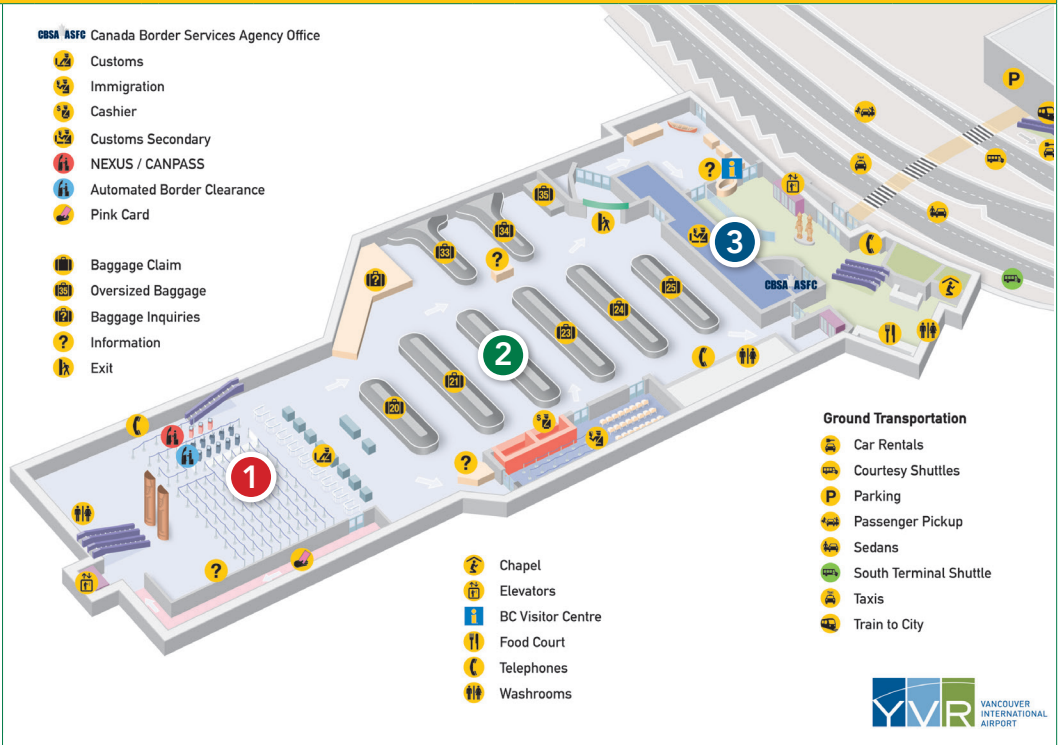 CBSA ASFC Canada Border Services Agency Office
Customs
Immigration
$ Cashier
Customs Secondary
NEXUS / CANPASS
Automated Border Clearance
Pink Card
Baggage Claim
35 Oversized Baggage
? Baggage Inquiries
? Information
Exit
P
35
34
33
?
?
i
?
3
CBSA ASFC
25
24
23
2
21
20
$
?
1
?
Ground Transportation
Car Rentals
Courtesy Shuttles
P Parking
Passenger Pickup
Sedans
South Terminal Shuttle
Taxis
Train to City
Chapel
Elevators
i BC Visitor Centre
Food Court
Telephones
Washrooms
YVR
VANCOUVER
INTERNATIONAL
AIRPORT